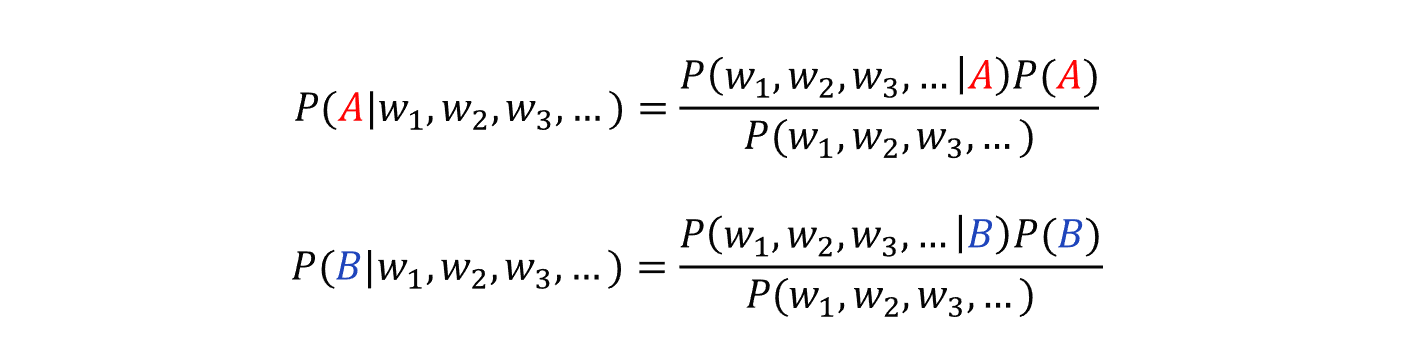 P(A|w₁, w₂, w₃, … ) = P(w₁, w₂, w₃, … |A)P(A) / P(w₁, w₂, w₃, … )
P(B|w₁, w₂, w₃, … ) = P(w₁, w₂, w₃, … |B)P(B) / P(w₁, w₂, w₃, … )